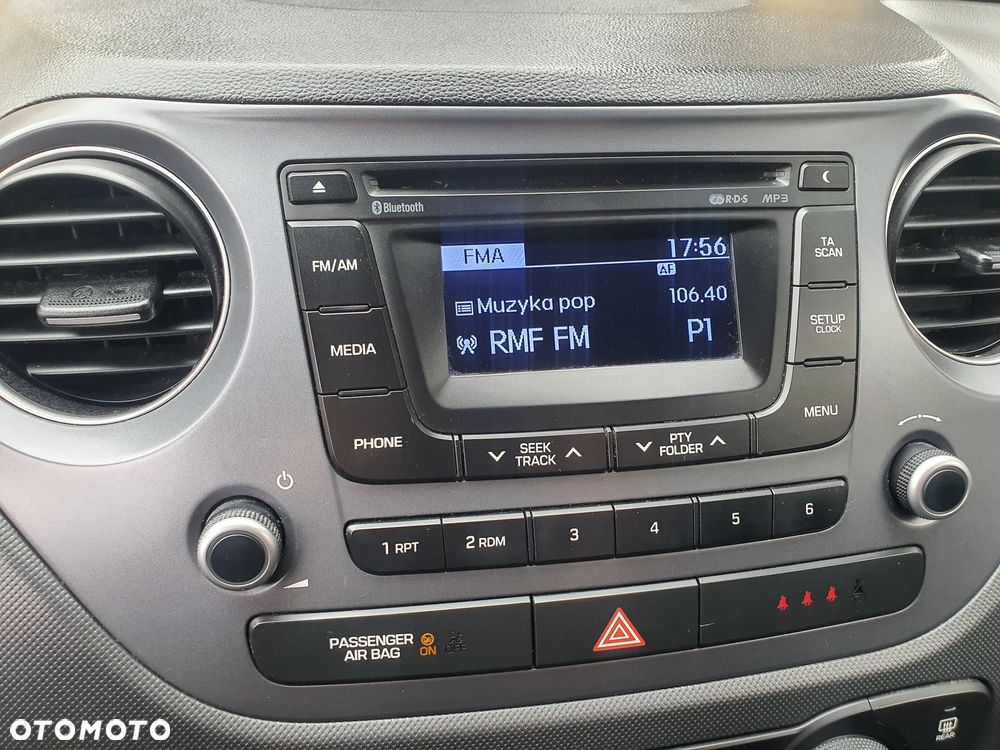 Bluetooth
R·D·S MP3
FM/AM
MEDIA
PHONE
FMA
17:56
AF
Muzyka pop
106.40
RMF FM
P1
TA
SCAN
SETUP
CLOCK
MENU
SEEK
TRACK
PTY
FOLDER
1 RPT
2 RDM
3
4
5
6
PASSENGER
AIR BAG
ON
OFF
REAR
OTOMOTO